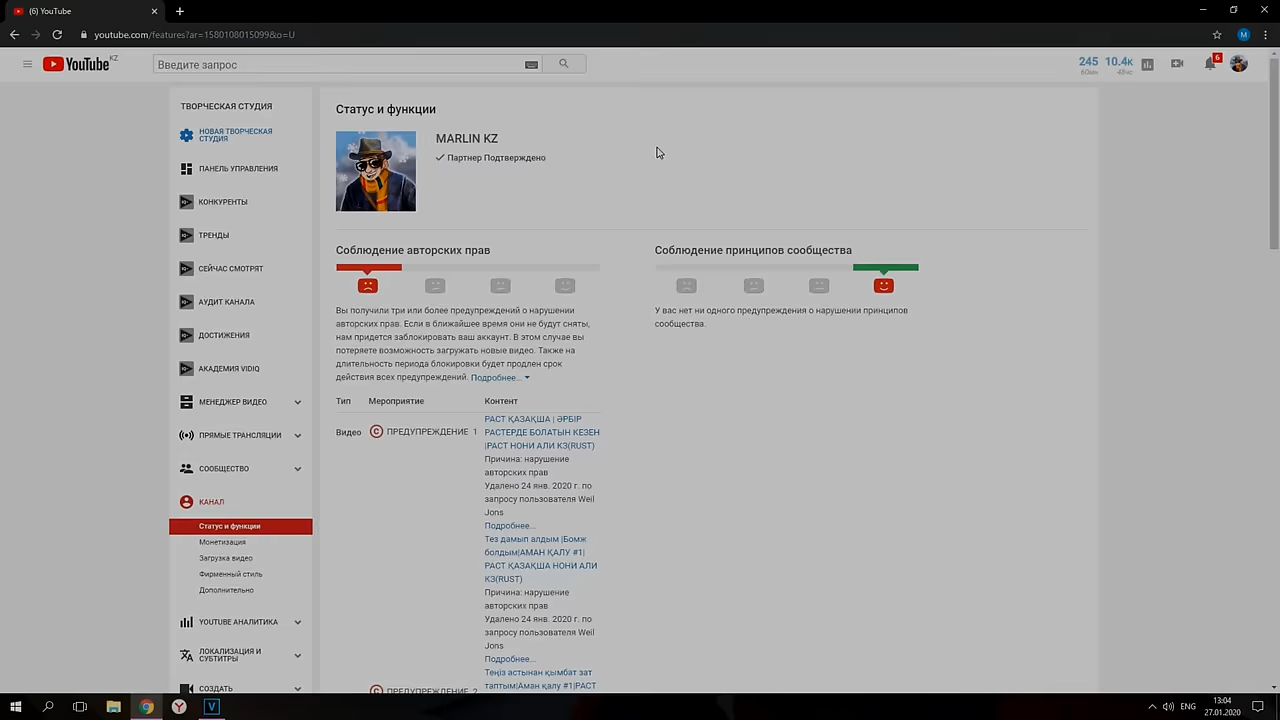 (6) YouTube
youtube.com/features?ar=1580108015099&o=U
M
YouTube KZ
Введите запрос
245 10.4к
60мн 48чс
6
ТВОРЧЕСКАЯ СТУДИЯ
НОВАЯ ТВОРЧЕСКАЯ
СТУДИЯ
ПАНЕЛЬ УПРАВЛЕНИЯ
КОНКУРЕНТЫ
ТРЕНДЫ
СЕЙЧАС СМОТРЯТ
АУДИТ КАНАЛА
ДОСТИЖЕНИЯ
АКАДЕМИЯ VIDIQ
МЕНЕДЖЕР ВИДЕО
ПРЯМЫЕ ТРАНСЛЯЦИИ
СООБЩЕСТВО
КАНАЛ
Статус и функции
Монетизация
Загрузка видео
Фирменный стиль
Дополнительно
YOUTUBE АНАЛИТИКА
ЛОКАЛИЗАЦИЯ И
СУБТИТРЫ
СОЗДАТЬ
Статус и функции
MARLIN KZ
Партнер Подтверждено
Соблюдение авторских прав
Вы получили три или более предупреждений о нарушении
авторских прав. Если в ближайшее время они не будут сняты,
нам придется заблокировать ваш аккаунт. В этом случае вы
потеряете возможность загружать новые видео. Также на
длительность периода блокировки будет продлен срок
действия всех предупреждений. Подробнее...
Соблюдение принципов сообщества
У вас нет ни одного предупреждения о нарушении принципов
сообщества.
Тип Мероприятие Контент
Видео ПРЕДУПРЕЖДЕНИЕ 1
РАСТ ҚАЗАҚША | ӘРБІР
РАСТЕРДЕ БОЛАТЫН КЕЗЕН
|РАСТ НОНИ АЛИ КЗ(RUST)
Причина: нарушение
авторских прав
Удалено 24 янв. 2020 г. по
запросу пользователя Weil
Jons
Подробнее...
Тез дамып алдым |Бомж
болдым|АМАН ҚАЛУ #1|
РАСТ ҚАЗАҚША НОНИ АЛИ
КЗ(RUST)
Причина: нарушение
авторских прав
Удалено 24 янв. 2020 г. по
запросу пользователя Weil
Jons
Подробнее...
Теңіз астынан қымбат зат
таптым|Аман қалу #1|РАСТ
ПРЕДУПРЕЖДЕНИЕ 2
ENG
13:04
27.01.2020